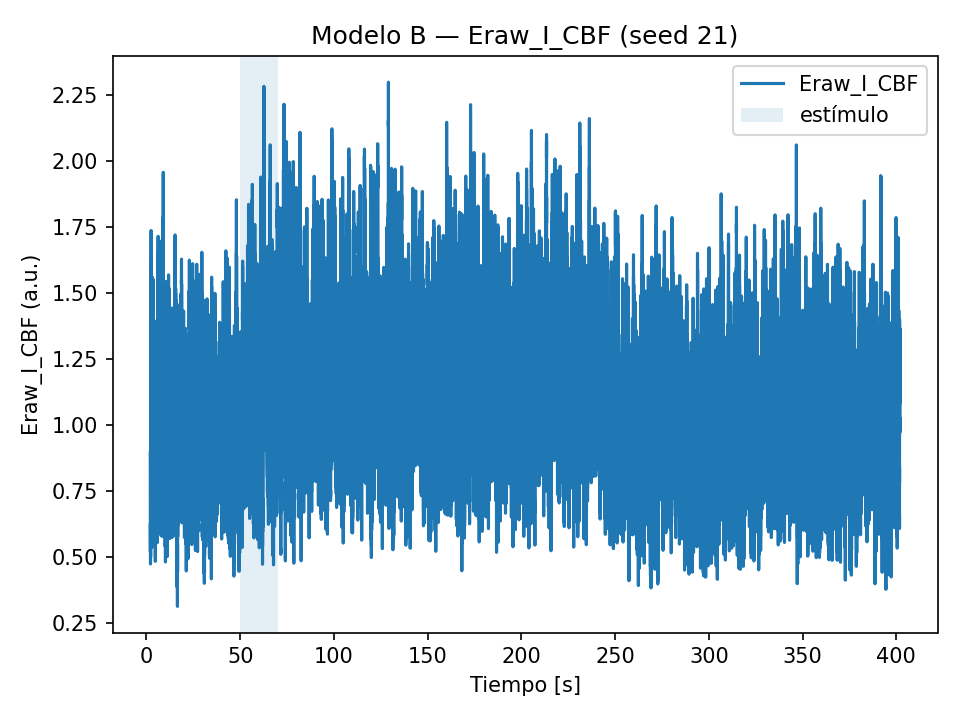 Modelo B — Eraw_I_CBF (seed 21)
Eraw_I_CBF
estímulo
Eraw_I_CBF (a.u.)
2.25
2.00
1.75
1.50
1.25
1.00
0.75
0.50
0.25
0 50 100 150 200 250 300 350 400
Tiempo [s]